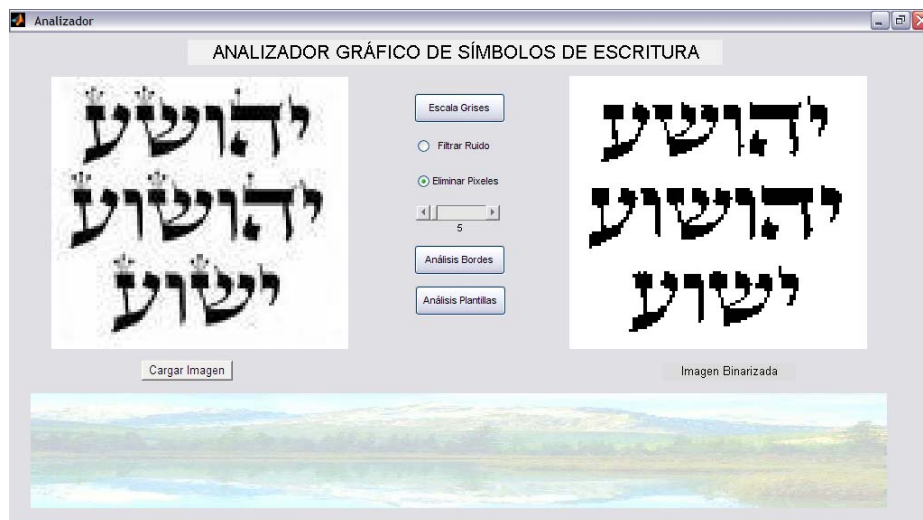 Analizador
ANALIZADOR GRÁFICO DE SÍMBOLOS DE ESCRITURA
יהושע
יהושוע
ישוע
Escala Grises
Filtrar Ruido
Eliminar Pixeles
5
Análisis Bordes
Análisis Plantillas
יהושע
יהושוע
ישוע
Cargar Imagen
Imagen Binarizada